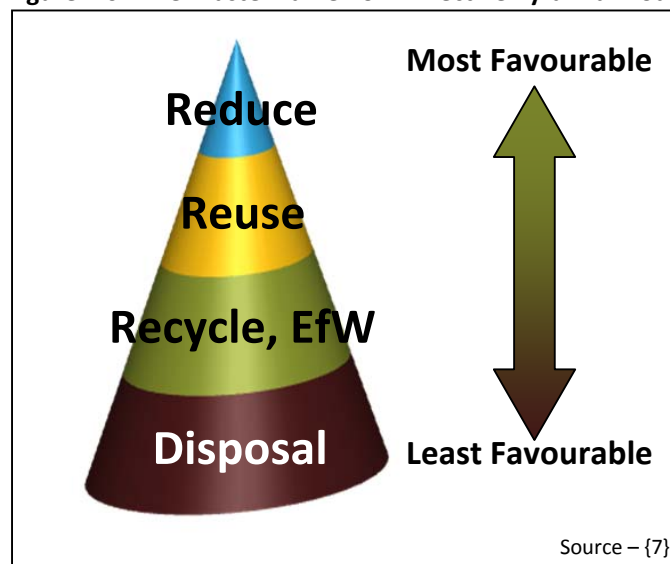 Most Favourable
Reduce
Reuse
Recycle, EfW
Disposal
Least Favourable
Source – {7}